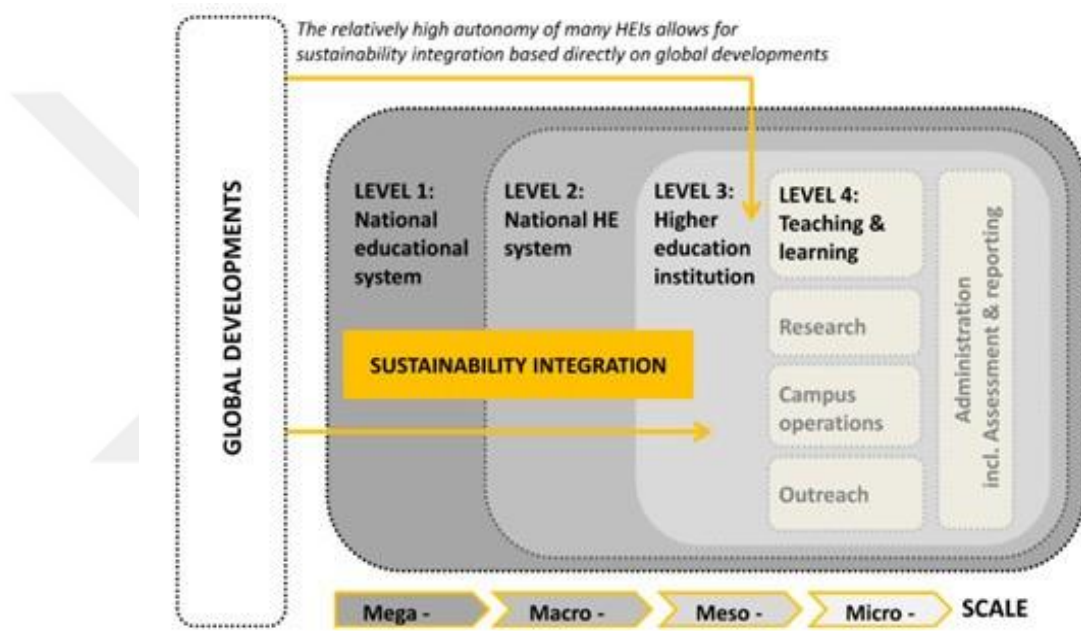 The relatively high autonomy of many HEIs allows for
sustainability integration based directly on global developments
GLOBAL DEVELOPMENTS
LEVEL 1:
National
educational
system
LEVEL 2:
National HE
system
LEVEL 3:
Higher
education
institution
LEVEL 4:
Teaching &
learning
Research
Campus
operations
Outreach
Administration
incl. Assessment & reporting
SUSTAINABILITY INTEGRATION
Mega -
Macro -
Meso -
Micro -
SCALE